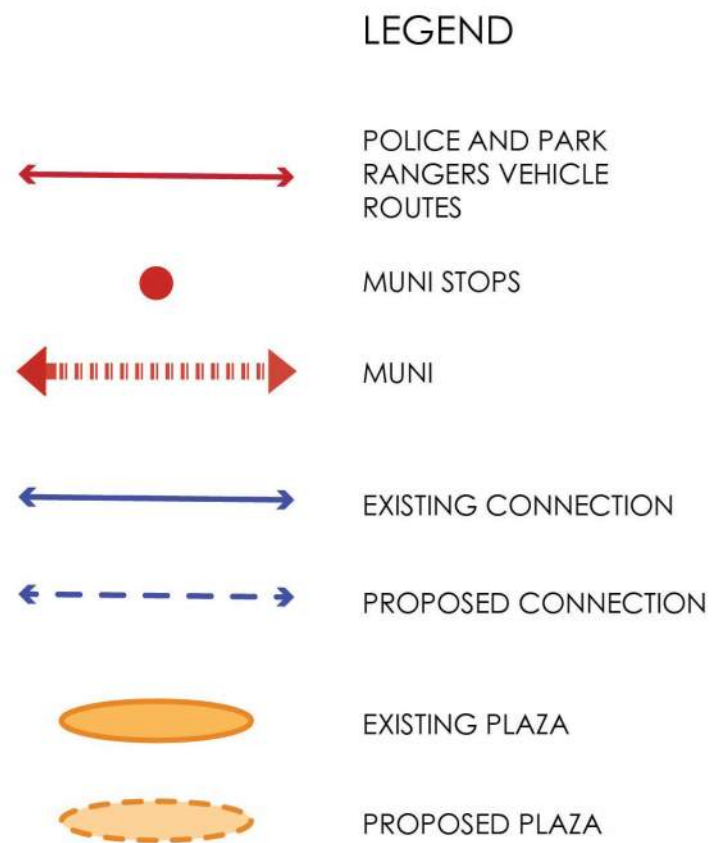 LEGEND
POLICE AND PARK
RANGERS VEHICLE
ROUTES
MUNI STOPS
MUNI
EXISTING CONNECTION
PROPOSED CONNECTION
EXISTING PLAZA
PROPOSED PLAZA